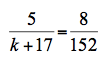 5/(k+17) = 8/152